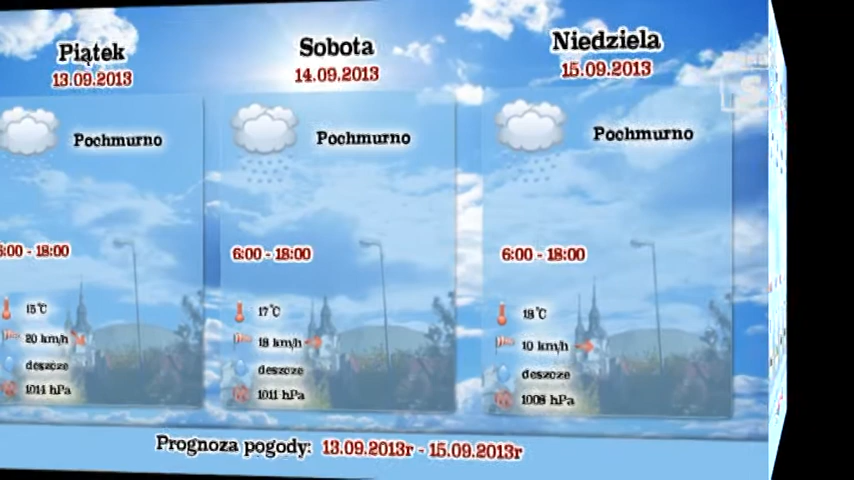 Piątek
13.09.2013
Pochmurno
6:00 - 18:00
15°C
20 km/h
deszcze
1014 hPa
Sobota
14.09.2013
Pochmurno
6:00 - 18:00
17°C
18 km/h
deszcze
1011 hPa
Niedziela
15.09.2013
Pochmurno
6:00 - 18:00
18°C
10 km/h
deszcze
1008 hPa
Prognoza pogody: 13.09.2013r - 15.09.2013r